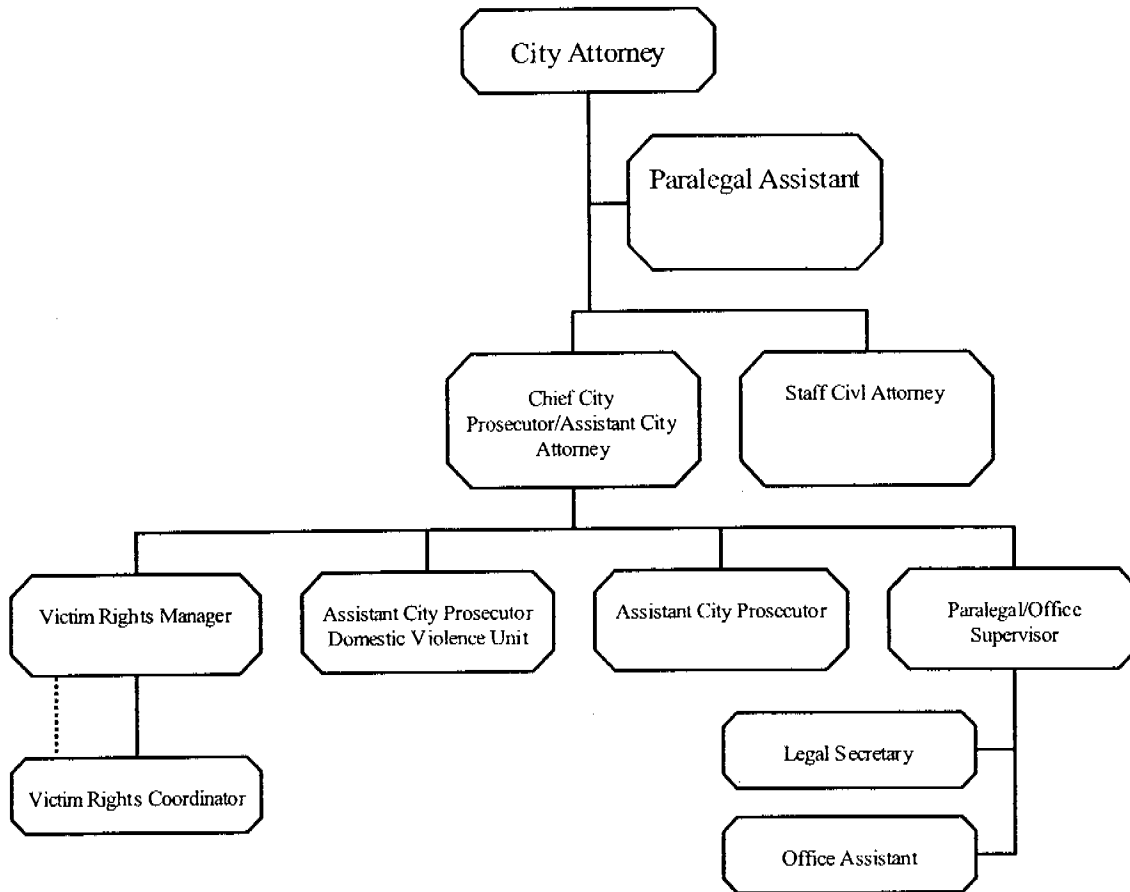 City Attorney
Paralegal Assistant
Chief City
Prosecutor/Assistant City
Attorney
Staff Civl Attorney
Victim Rights Manager
Assistant City Prosecutor
Domestic Violence Unit
Assistant City Prosecutor
Paralegal/Office
Supervisor
Legal Secretary
Victim Rights Coordinator
Office Assistant